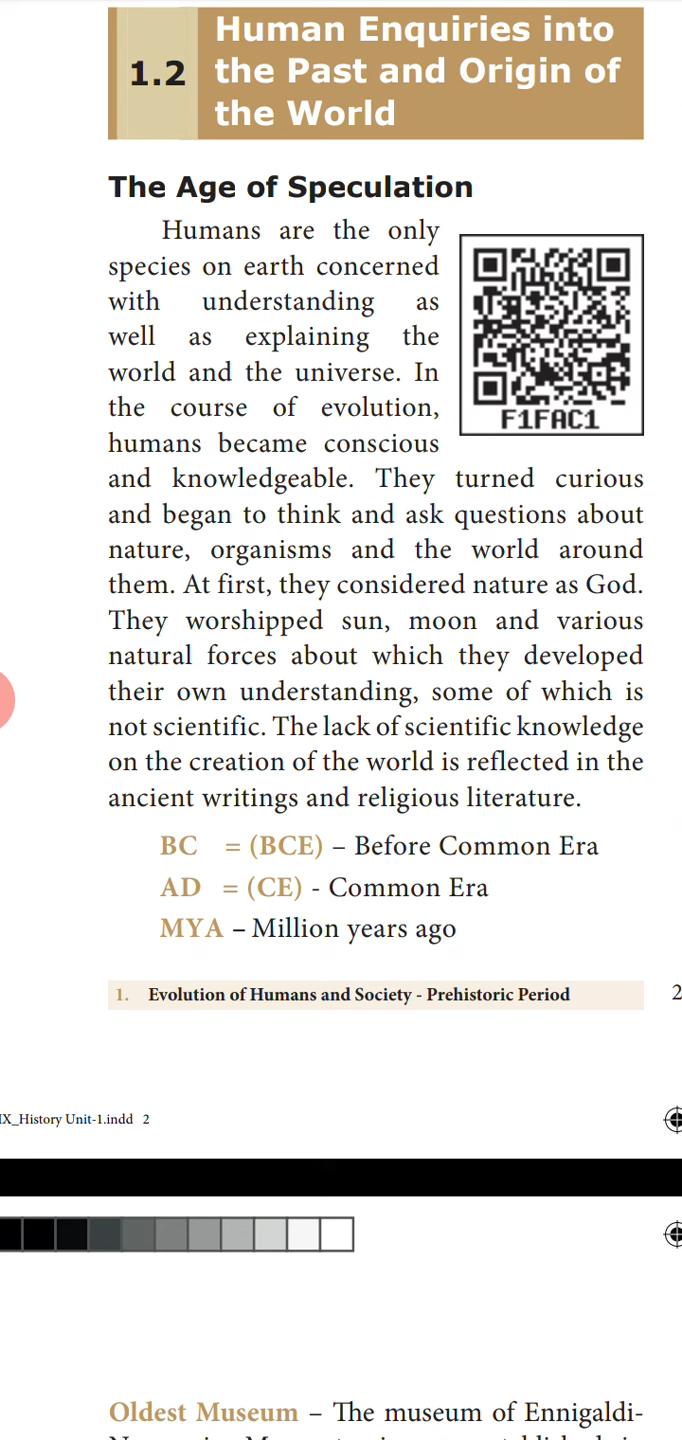 1.2
Human Enquiries into
the Past and Origin of
the World
The Age of Speculation
Humans are the only
species on earth concerned
with understanding as
well as explaining the
world and the universe. In
the course of evolution,
humans became conscious
F1FAC1
and knowledgeable. They turned curious
and began to think and ask questions about
nature, organisms and the world around
them. At first, they considered nature as God.
They worshipped sun, moon and various
natural forces about which they developed
their own understanding, some of which is
not scientific. The lack of scientific knowledge
on the creation of the world is reflected in the
ancient writings and religious literature.
BC = (BCE) – Before Common Era
AD = (CE) - Common Era
MYA – Million years ago
1. Evolution of Humans and Society - Prehistoric Period 2
IX_History Unit-1.indd 2
Oldest Museum – The museum of Ennigaldi-